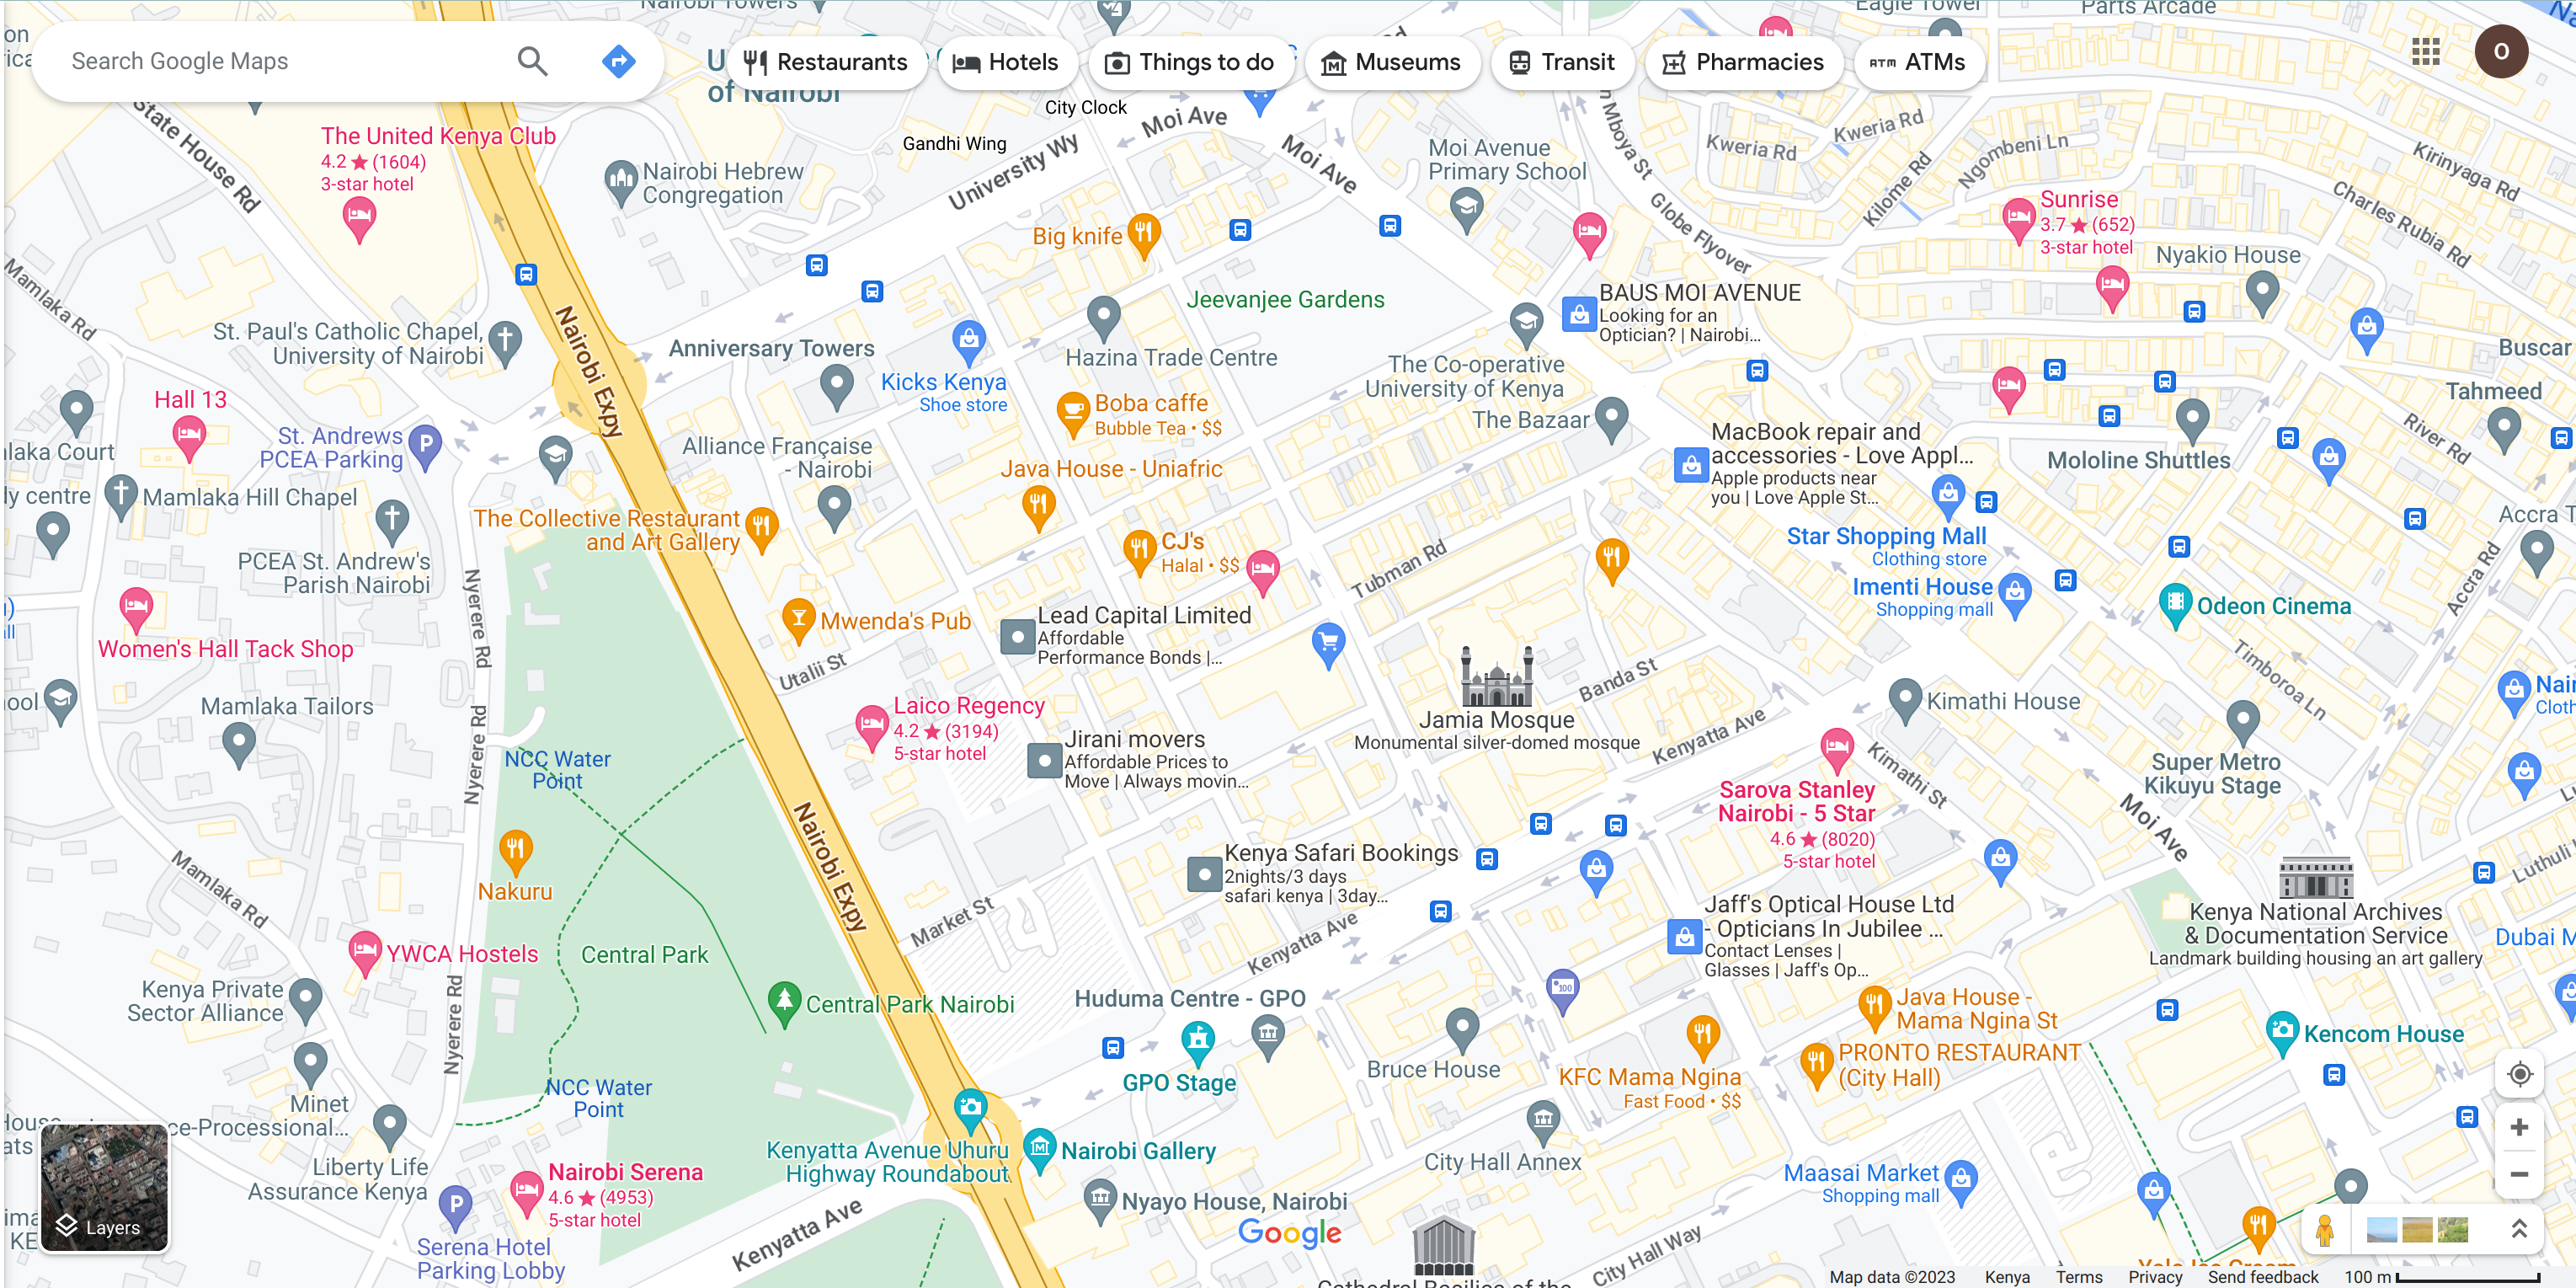 Nairobi Towers
Eagle Tower
Parts Arcade
Search Google Maps
Restaurants
Hotels
Things to do
Museums
Transit
Pharmacies
ATM ATMs
O
of Nairobi
City Clock
Gandhi Wing
University Wy
Moi Ave
Moi Ave
State House Rd
The United Kenya Club
4.2 ★ (1604)
3-star hotel
Nairobi Hebrew
Congregation
Moi Avenue
Primary School
Kweria Rd
Kweria Rd
Kilome Rd
Ngombeni Ln
Kirinyaga Rd
Charles Rubia Rd
Globe Flyover
Sunrise
3.7 ★ (652)
3-star hotel
Nyakio House
Big knife
Mamlaka Rd
Jeevanjee Gardens
BAUS MOI AVENUE
Looking for an
Optician? | Nairobi...
St. Paul's Catholic Chapel,
University of Nairobi
Nairobi Expy
Anniversary Towers
Hazina Trade Centre
Kicks Kenya
Shoe store
The Co-operative
University of Kenya
Buscar
Tahmeed
Hall 13
Boba caffe
Bubble Tea • $$
The Bazaar
St. Andrews
PCEA Parking
P
Alliance Française
- Nairobi
Java House - Uniafric
MacBook repair and
accessories - Love Appl...
Apple products near
you | Love Apple St...
Mololine Shuttles
River Rd
laka Court
dy centre
Mamlaka Hill Chapel
The Collective Restaurant
and Art Gallery
PCEA St. Andrew's
Parish Nairobi
CJ's
Halal • $$
Tubman Rd
Star Shopping Mall
Clothing store
Imenti House
Shopping mall
Odeon Cinema
Accra Rd
Nyerere Rd
Women's Hall Tack Shop
Mwenda's Pub
Utalii St
Lead Capital Limited
Affordable
Performance Bonds |...
Timboroa Ln
Banda St
Mamlaka Tailors
Laico Regency
4.2 ★ (3194)
5-star hotel
Jamia Mosque
Monumental silver-domed mosque
Kenyatta Ave
Kimathi House
Nyerere Rd
NCC Water
Point
Jirani movers
Affordable Prices to
Move | Always movin...
Kimathi St
Super Metro
Kikuyu Stage
Sarova Stanley
Nairobi - 5 Star
4.6 ★ (8020)
5-star hotel
Moi Ave
Nairobi Expy
Nakuru
Mamlaka Rd
Kenya Safari Bookings
2nights/3 days
safari kenya | 3day...
Luthuli
Market St
Kenyatta Ave
Jaff's Optical House Ltd
- Opticians In Jubilee ...
Contact Lenses |
Glasses | Jaff's Op...
Kenya National Archives
& Documentation Service
Landmark building housing an art gallery
Dubai M
YWCA Hostels
Central Park
Kenya Private
Sector Alliance
Central Park Nairobi
Huduma Centre - GPO
100
Java House -
Mama Ngina St
Kencom House
Nyerere Rd
GPO Stage
Bruce House
KFC Mama Ngina
Fast Food • $$
PRONTO RESTAURANT
(City Hall)
NCC Water
Point
Minet
ce-Processional...
Liberty Life
Assurance Kenya
Kenyatta Avenue Uhuru
Highway Roundabout
Nairobi Gallery
City Hall Annex
Maasai Market
Shopping mall
Nairobi Serena
4.6 ★ (4953)
5-star hotel
P
Nyayo House, Nairobi
Google
Kenyatta Ave
City Hall Way
Serena Hotel
Parking Lobby
Layers
Map data ©2023
Kenya
Terms
Privacy
Send feedback
100 m